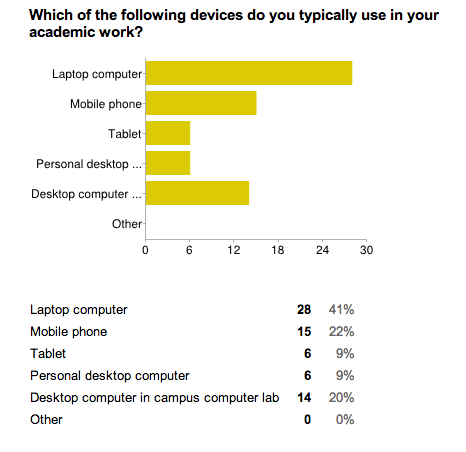 Which of the following devices do you typically use in your
academic work?
Laptop computer
Mobile phone
Tablet
Personal desktop ...
Desktop computer ...
Other
0 6 12 18 24 30
Laptop computer 28 41%
Mobile phone 15 22%
Tablet 6 9%
Personal desktop computer 6 9%
Desktop computer in campus computer lab 14 20%
Other 0 0%